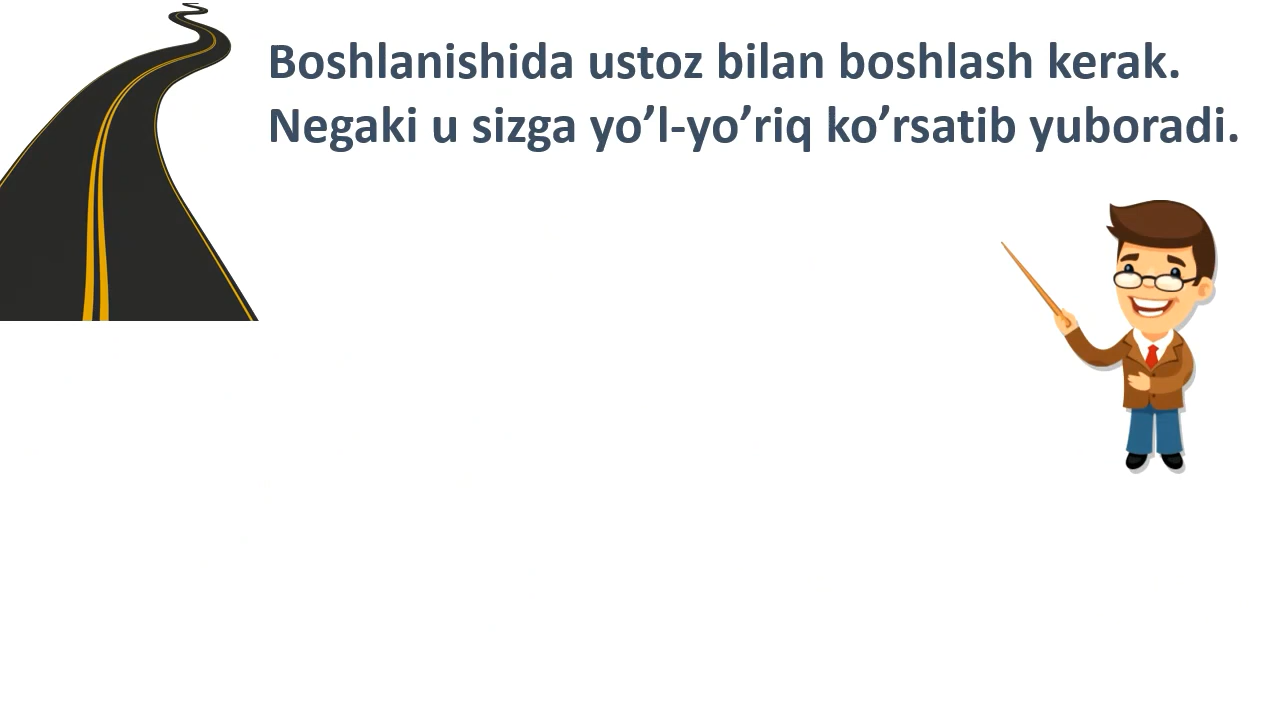 Boshlanishida ustoz bilan boshlash kerak.
Negaki u sizga yo’l-yo’riq ko’rsatib yuboradi.